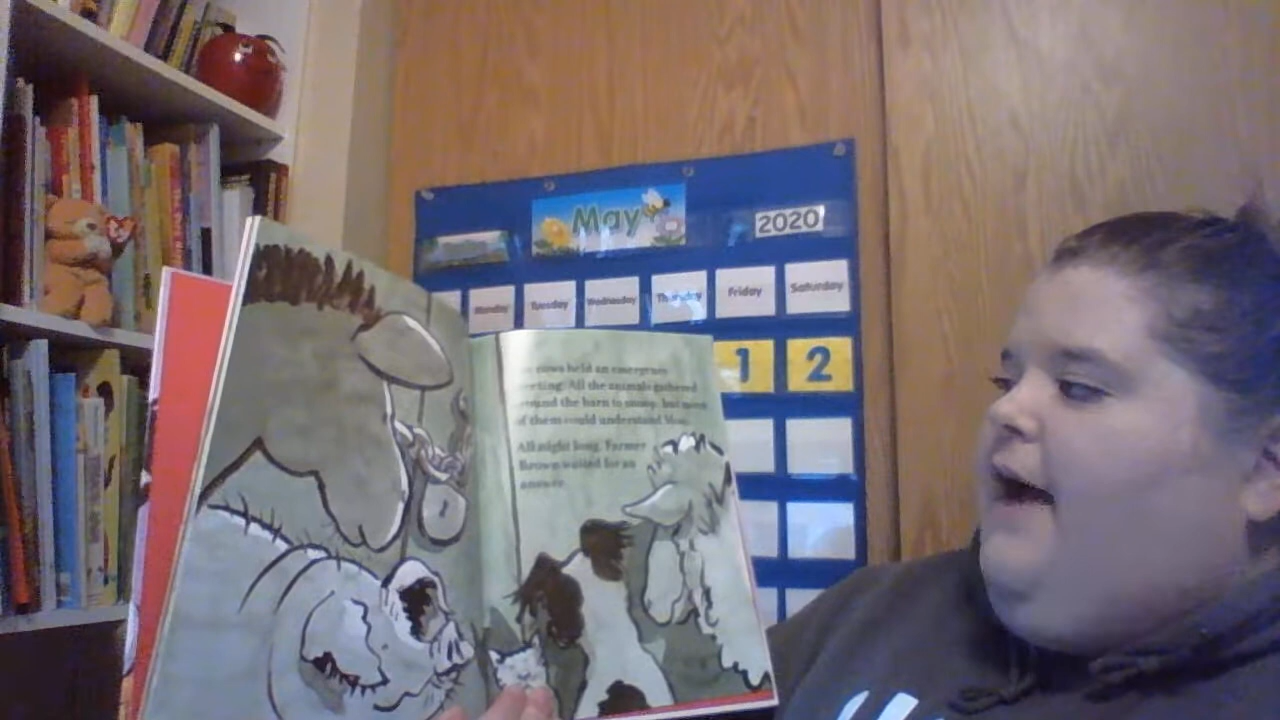 May
2020
Monday
Tuesday
Wednesday
Thursday
Friday
Saturday
1
2
cows held an emergency
meeting. All the animals gathered
around the barn to snoop, but none
of them could understand Moo.
All night long, Farmer
Brown waited for an
answer.